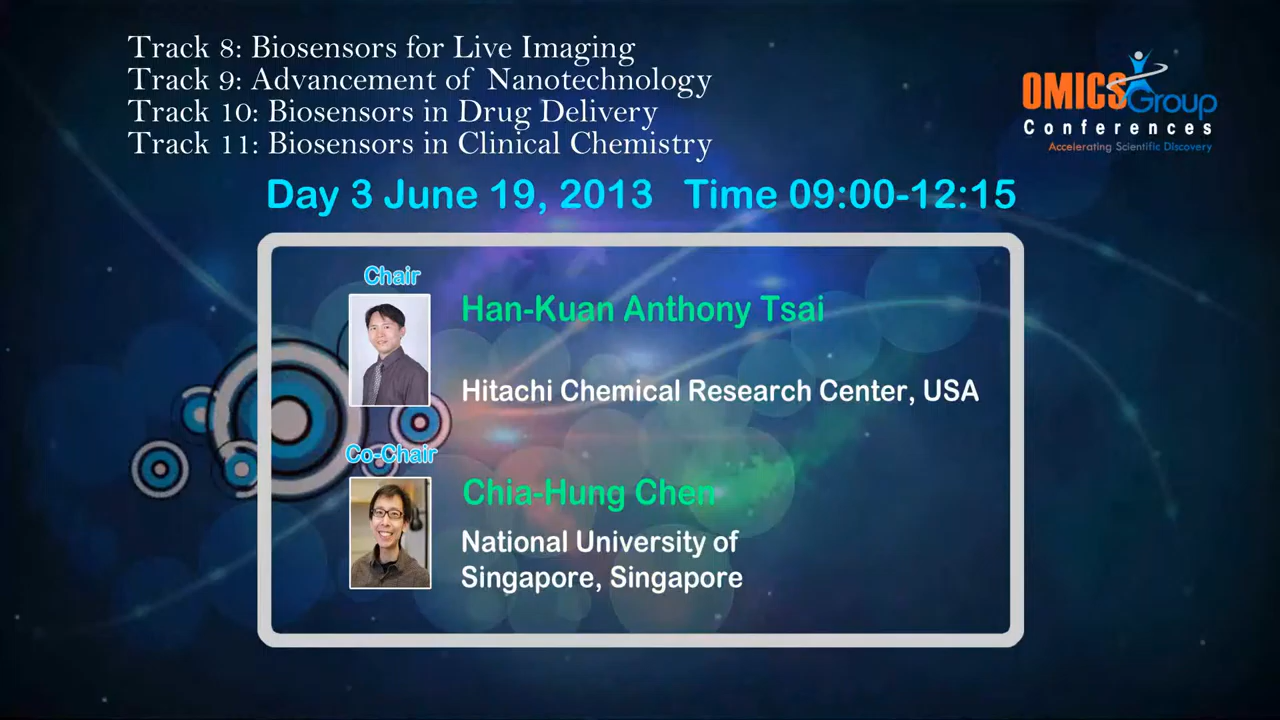 Track 8: Biosensors for Live Imaging
Track 9: Advancement of Nanotechnology
Track 10: Biosensors in Drug Delivery
Track 11: Biosensors in Clinical Chemistry
OMICS Group
Conferences
Accelerating Scientific Discovery
Day 3 June 19, 2013 Time 09:00-12:15
Chair
Han-Kuan Anthony Tsai
Hitachi Chemical Research Center, USA
Co-Chair
Chia-Hung Chen
National University of
Singapore, Singapore